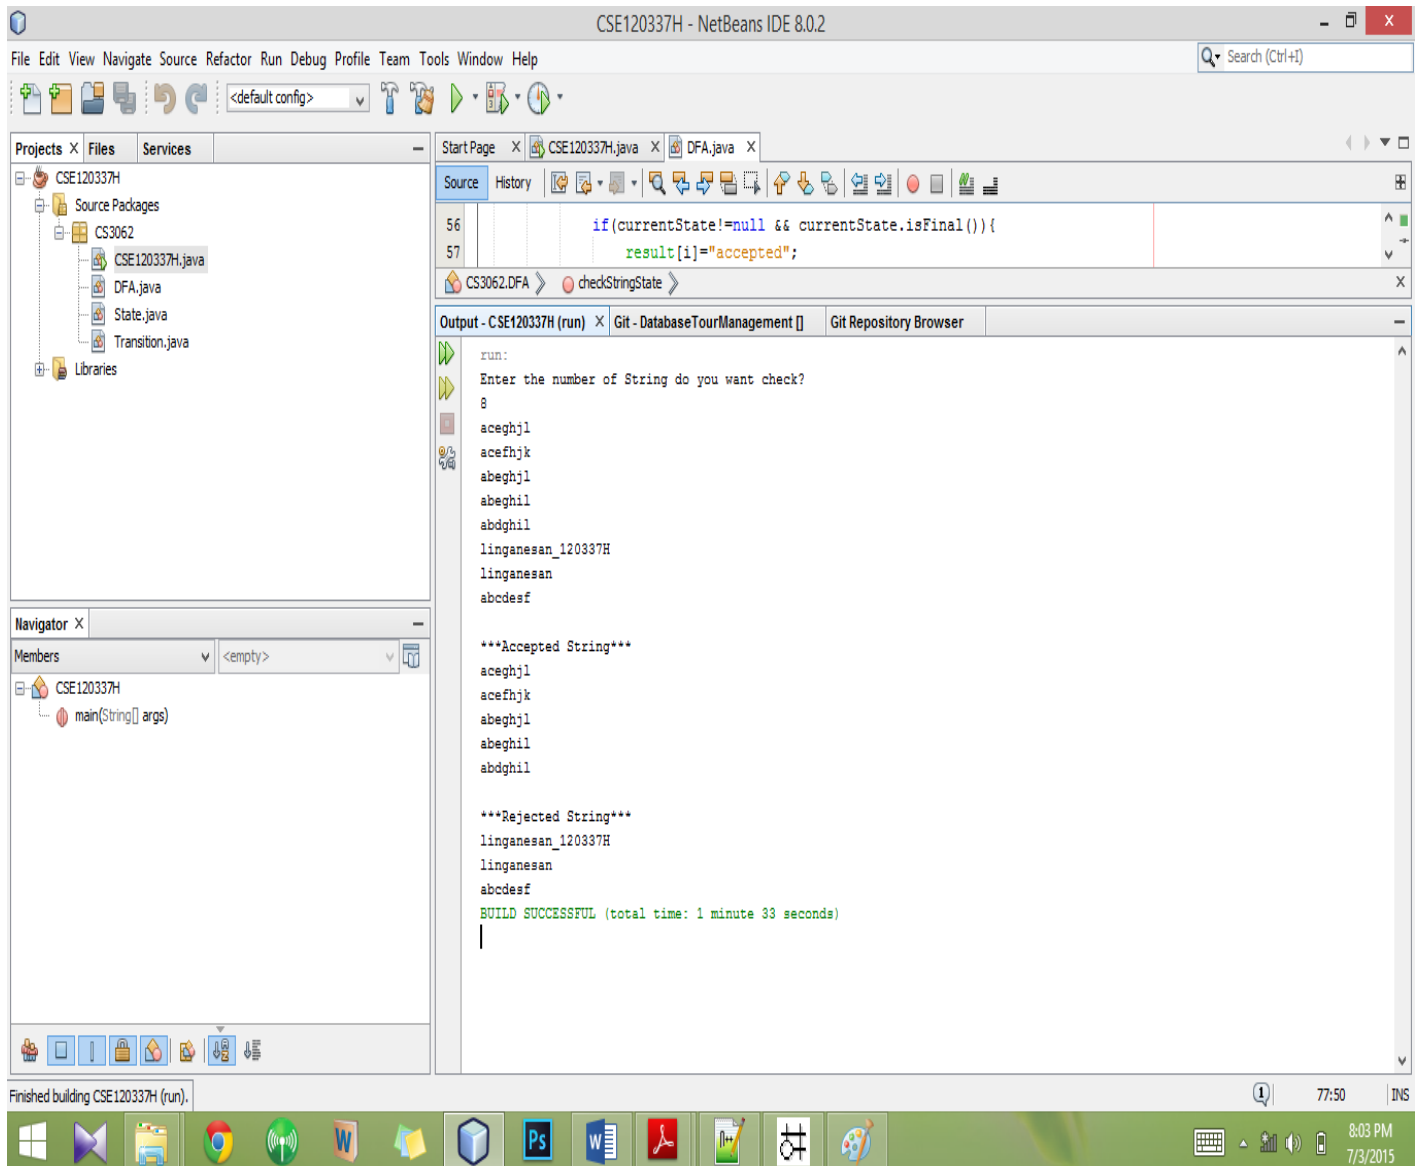 CSE120337H - NetBeans IDE 8.0.2
File Edit View Navigate Source Refactor Run Debug Profile Team Tools Window Help
Search (Ctrl+I)
<default config>
Projects Files Services
Start Page CSE120337H.java DFA.java
CSE120337H
Source Packages
CS3062
CSE120337H.java
DFA.java
State.java
Transition.java
Libraries
Source History
56 if(currentState!=null && currentState.isFinal()){
57 result[i]="accepted";
CS3062.DFA checkStringState
Output - CSE120337H (run) Git - DatabaseTourManagement [] Git Repository Browser
run:
Enter the number of String do you want check?
8
aceghjl
acefhjk
abeghjl
abeghil
abdghil
linganesan_120337H
linganesan
abcdesf
***Accepted String***
aceghjl
acefhjk
abeghjl
abeghil
abdghil
***Rejected String***
linganesan_120337H
linganesan
abcdesf
BUILD SUCCESSFUL (total time: 1 minute 33 seconds)
Navigator
Members <empty>
CSE120337H
main(String[] args)
Finished building CSE120337H (run).
1 77:50 INS
W Ps W
8:03 PM
7/3/2015